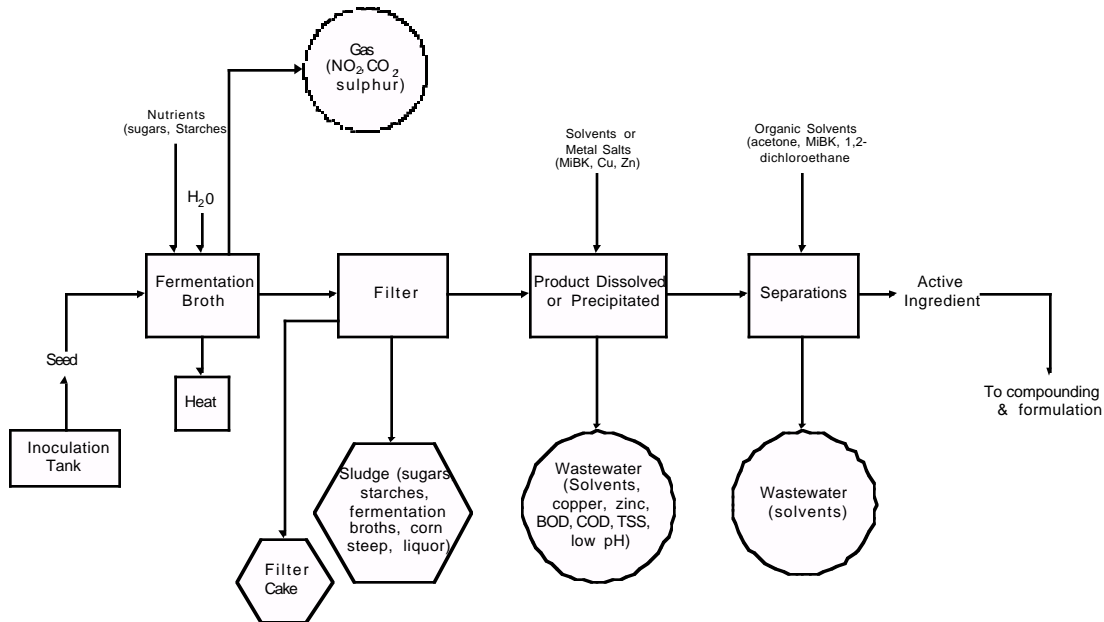 Gas
(NO2,CO2,
sulphur)
Nutrients
(sugars, Starches
H20
Solvents or
Metal Salts
(MiBK, Cu, Zn)
Organic Solvents
(acetone, MiBK, 1,2-
dichloroethane
Fermentation
Broth
Filter
Product Dissolved
or Precipitated
Separations
Active
Ingredient
Seed
Heat
To compounding
& formulation
Inoculation
Tank
Sludge (sugars
starches,
fermentation
broths, corn
steep, liquor)
Wastewater
(Solvents,
copper, zinc,
BOD, COD, TSS,
low pH)
Wastewater
(solvents)
Filter
Cake